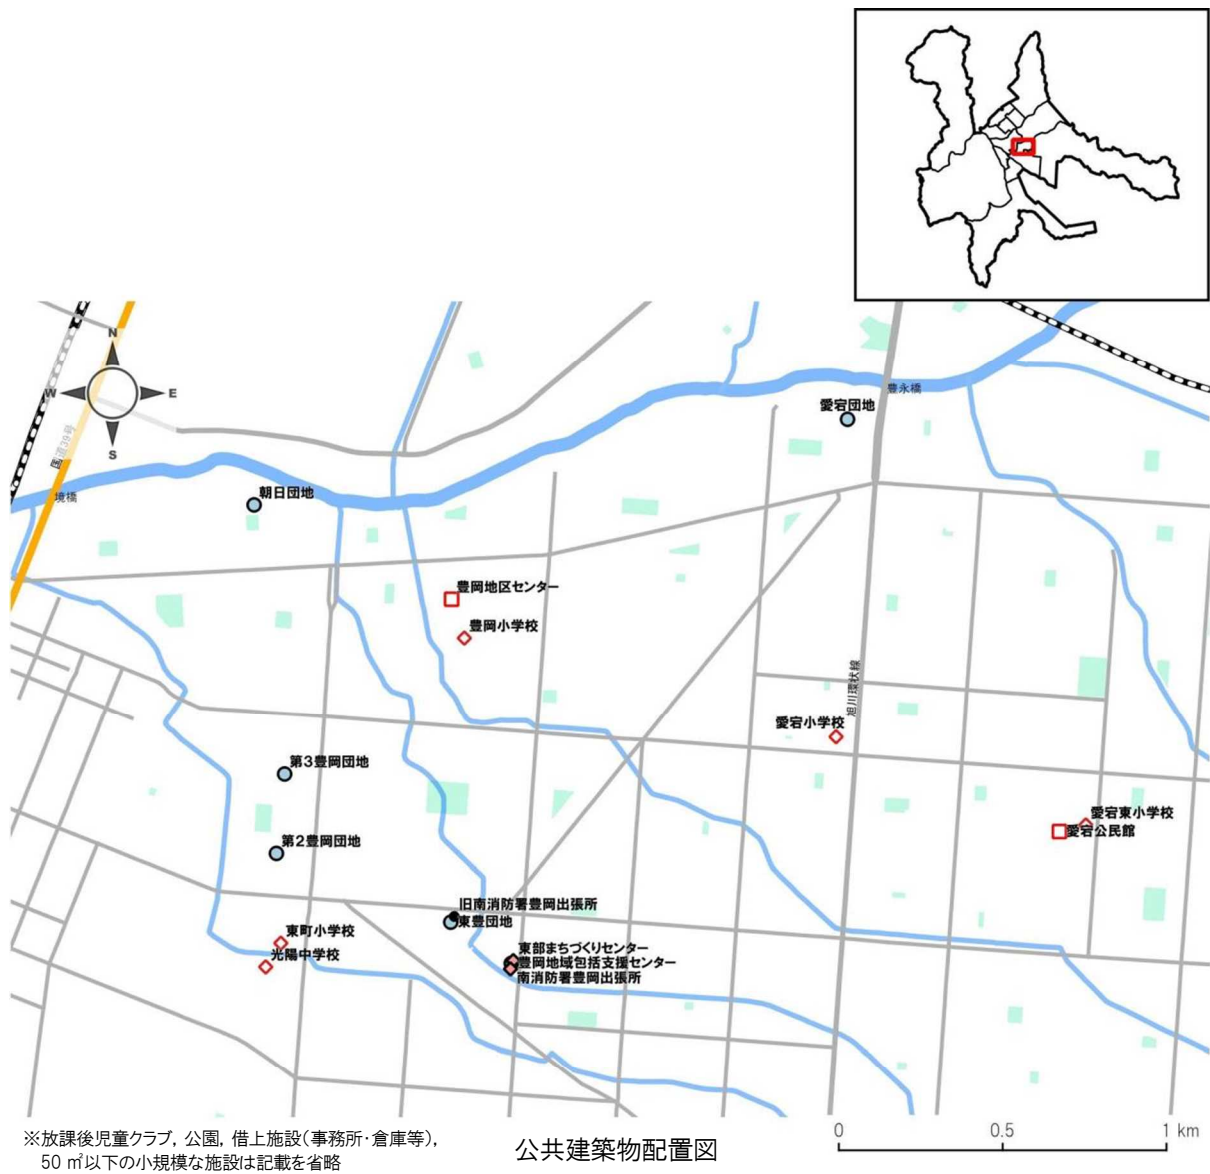 N
W
E
S
国道39号
境橋
豊永橋
愛宕団地
朝日団地
豊岡地区センター
豊岡小学校
旭川環状線
愛宕小学校
第3豊岡団地
愛宕東小学校
愛宕公民館
第2豊岡団地
旧南消防署豊岡出張所
東豊団地
東町小学校
光陽中学校
東部まちづくりセンター
豊岡地域包括支援センター
南消防署豊岡出張所
※放課後児童クラブ，公園，借上施設（事務所・倉庫等），
50 ㎡以下の小規模な施設は記載を省略
公共建築物配置図
0 0.5 1 km